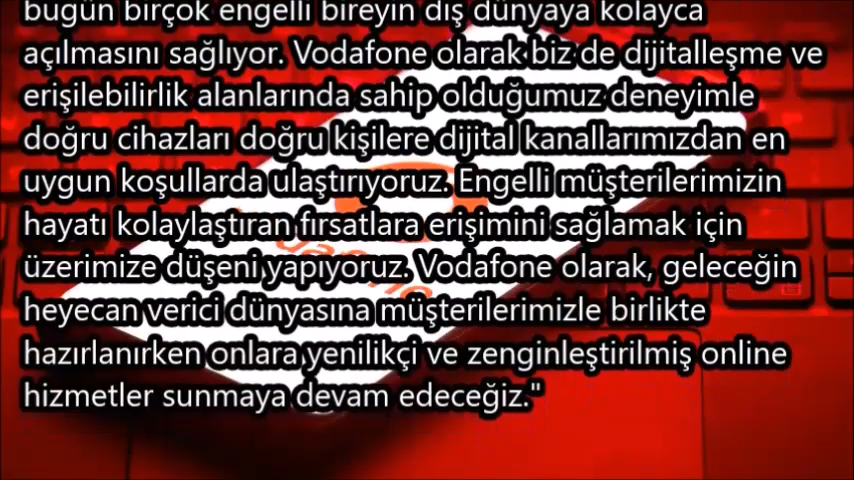 bugün birçok engelli bireyin dış dünyaya kolayca
açılmasını sağlıyor. Vodafone olarak biz de dijitalleşme ve
erişilebilirlik alanlarında sahip olduğumuz deneyimle
doğru cihazları doğru kişilere dijital kanallarımızdan en
uygun koşullarda ulaştırıyoruz. Engelli müşterilerimizin
hayatı kolaylaştıran fırsatlara erişimini sağlamak için
üzerimize düşeni yapıyoruz. Vodafone olarak, geleceğin
heyecan verici dünyasına müşterilerimizle birlikte
hazırlanırken onlara yenilikçi ve zenginleştirilmiş online
hizmetler sunmaya devam edeceğiz."